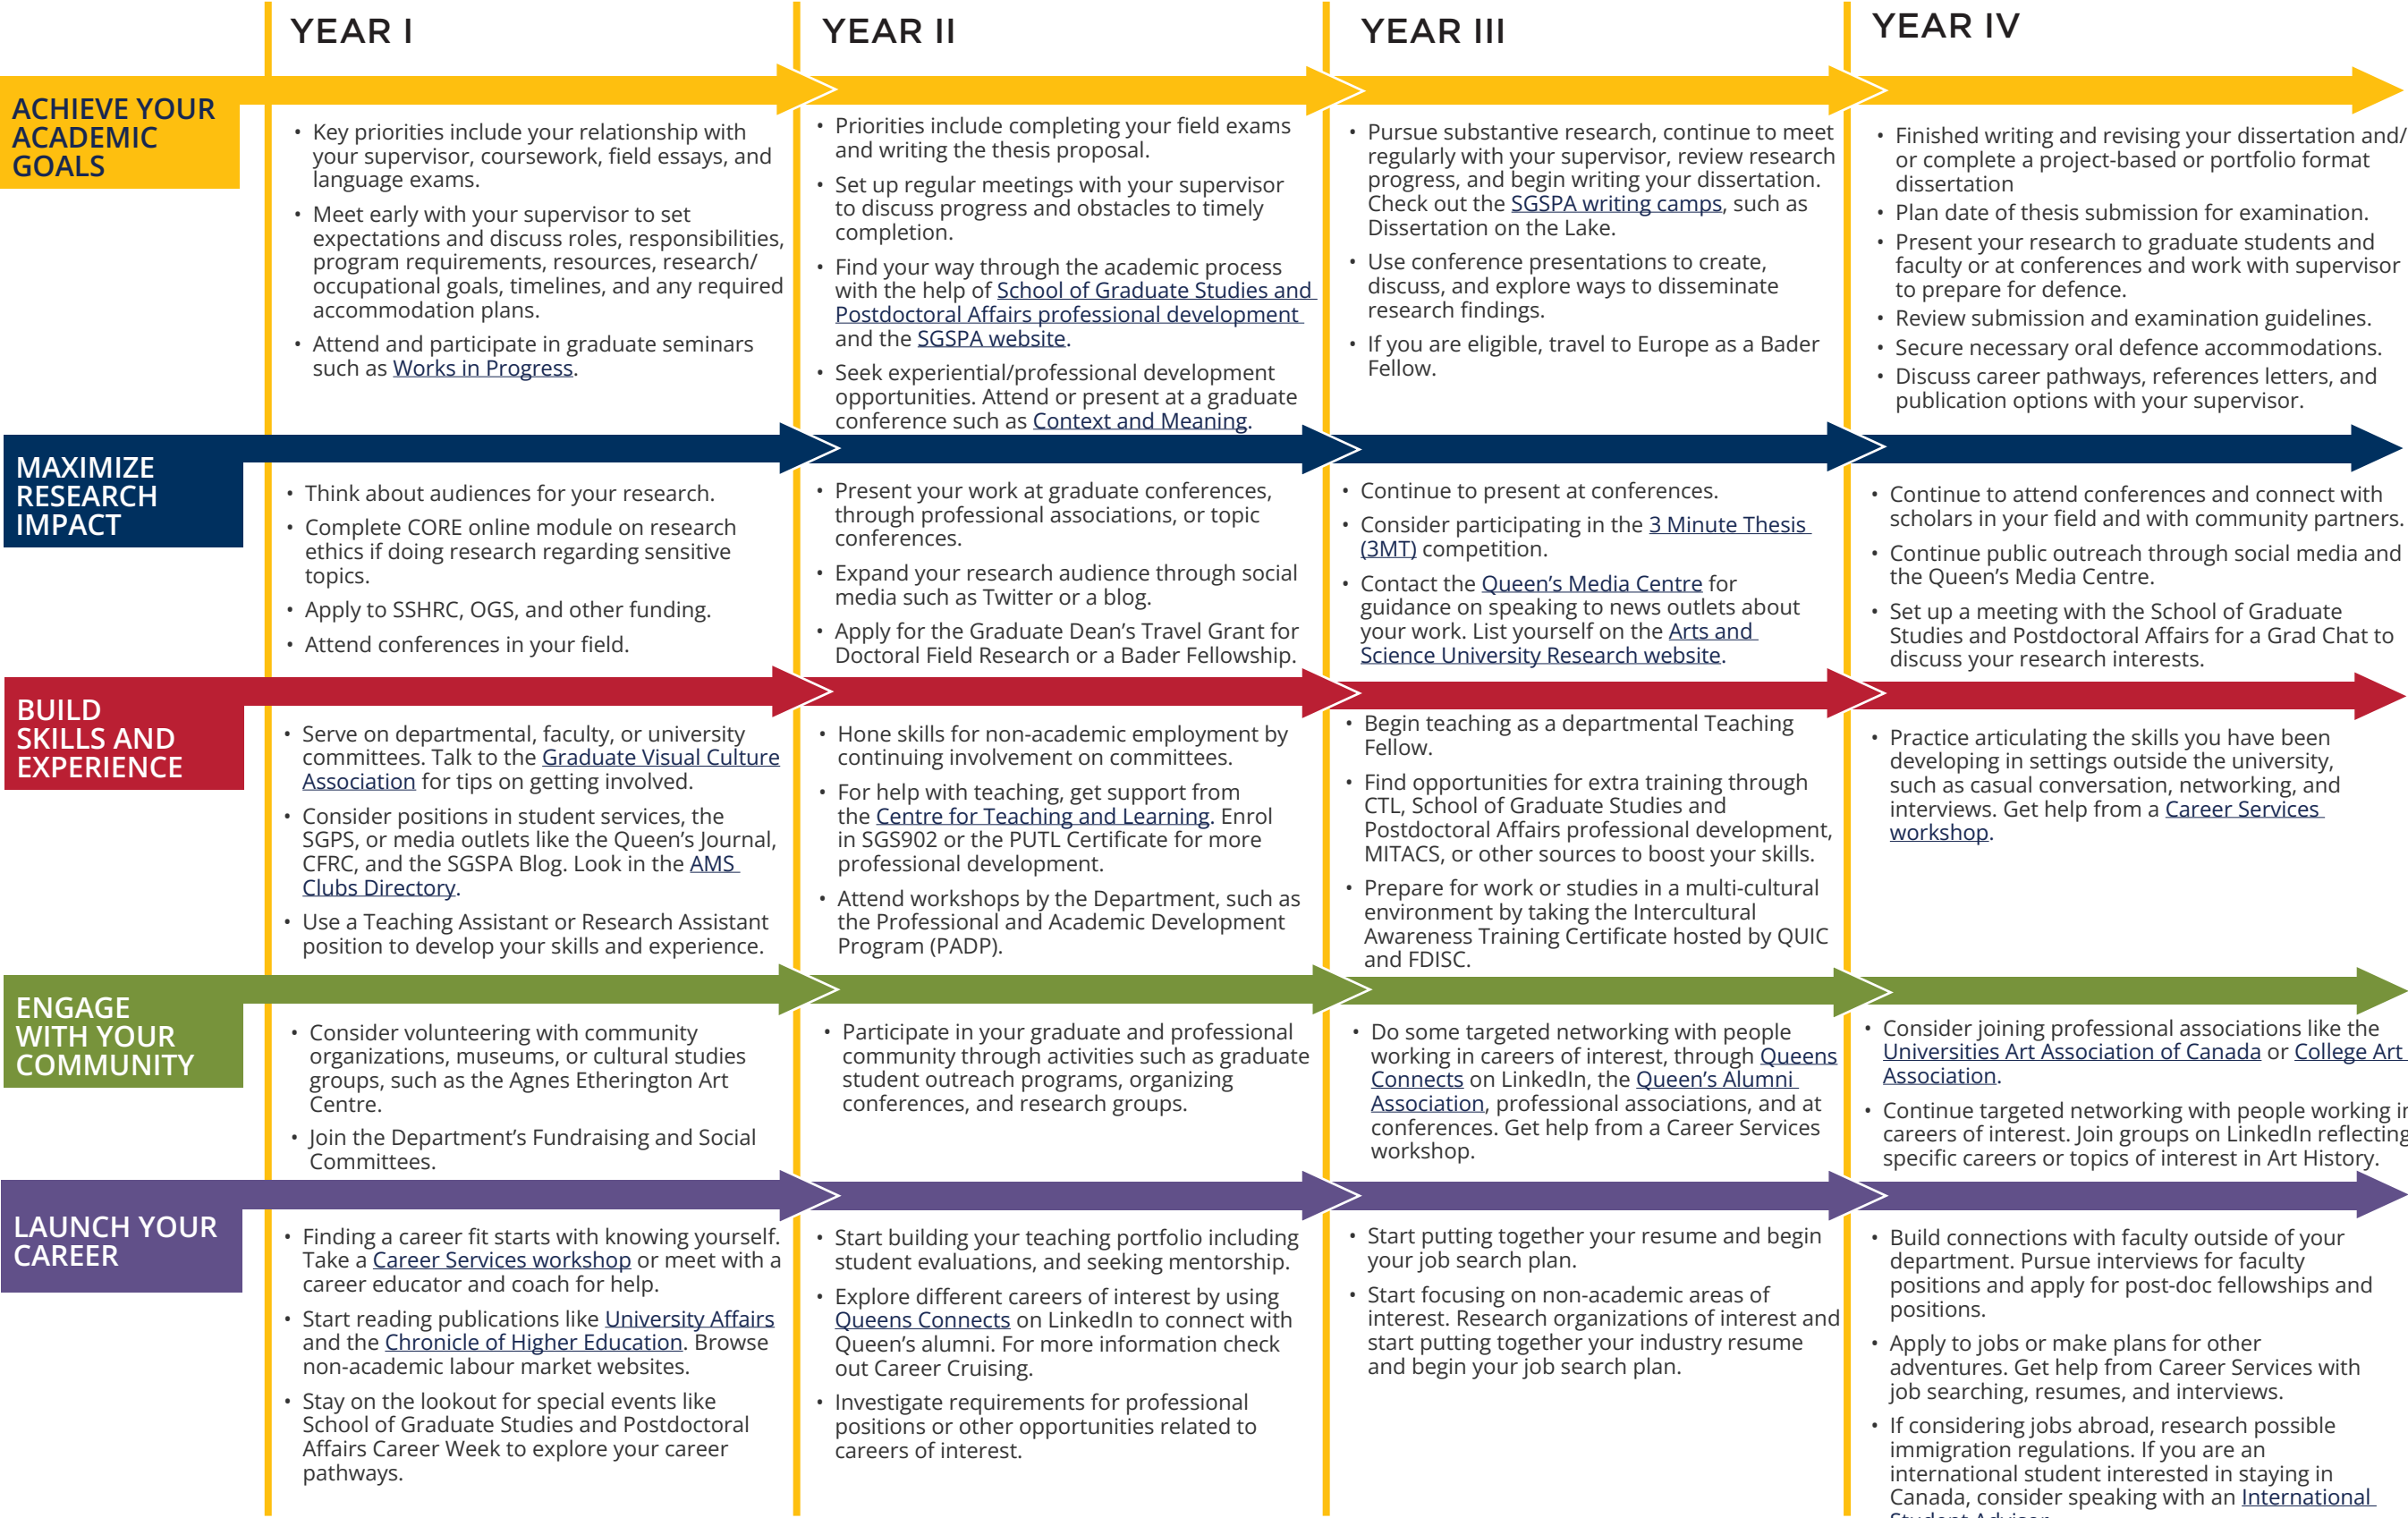 YEAR I
YEAR II
YEAR III
YEAR IV
ACHIEVE YOUR
ACADEMIC
GOALS
• Key priorities include your relationship with
your supervisor, coursework, field essays, and
language exams.
• Meet early with your supervisor to set
expectations and discuss roles, responsibilities,
program requirements, resources, research/
occupational goals, timelines, and any required
accommodation plans.
• Attend and participate in graduate seminars
such as Works in Progress.
• Priorities include completing your field exams
and writing the thesis proposal.
• Set up regular meetings with your supervisor
to discuss progress and obstacles to timely
completion.
• Find your way through the academic process
with the help of School of Graduate Studies and
Postdoctoral Affairs professional development
and the SGSPA website.
• Seek experiential/professional development
opportunities. Attend or present at a graduate
conference such as Context and Meaning.
• Pursue substantive research, continue to meet
regularly with your supervisor, review research
progress, and begin writing your dissertation.
Check out the SGSPA writing camps, such as
Dissertation on the Lake.
• Use conference presentations to create,
discuss, and explore ways to disseminate
research findings.
• If you are eligible, travel to Europe as a Bader
Fellow.
• Finished writing and revising your dissertation and/
or complete a project-based or portfolio format
dissertation
• Plan date of thesis submission for examination.
• Present your research to graduate students and
faculty or at conferences and work with supervisor
to prepare for defence.
• Review submission and examination guidelines.
• Secure necessary oral defence accommodations.
• Discuss career pathways, references letters, and
publication options with your supervisor.
MAXIMIZE
RESEARCH
IMPACT
• Think about audiences for your research.
• Complete CORE online module on research
ethics if doing research regarding sensitive
topics.
• Apply to SSHRC, OGS, and other funding.
• Attend conferences in your field.
• Present your work at graduate conferences,
through professional associations, or topic
conferences.
• Expand your research audience through social
media such as Twitter or a blog.
• Apply for the Graduate Dean's Travel Grant for
Doctoral Field Research or a Bader Fellowship.
• Continue to present at conferences.
• Consider participating in the 3 Minute Thesis
(3MT) competition.
• Contact the Queen's Media Centre for
guidance on speaking to news outlets about
your work. List yourself on the Arts and
Science University Research website.
• Continue to attend conferences and connect with
scholars in your field and with community partners.
• Continue public outreach through social media and
the Queen's Media Centre.
• Set up a meeting with the School of Graduate
Studies and Postdoctoral Affairs for a Grad Chat to
discuss your research interests.
BUILD
SKILLS AND
EXPERIENCE
• Serve on departmental, faculty, or university
committees. Talk to the Graduate Visual Culture
Association for tips on getting involved.
• Consider positions in student services, the
SGPS, or media outlets like the Queen's Journal,
CFRC, and the SGSPA Blog. Look in the AMS
Clubs Directory.
• Use a Teaching Assistant or Research Assistant
position to develop your skills and experience.
• Hone skills for non-academic employment by
continuing involvement on committees.
• For help with teaching, get support from
the Centre for Teaching and Learning. Enrol
in SGS902 or the PUTL Certificate for more
professional development.
• Attend workshops by the Department, such as
the Professional and Academic Development
Program (PADP).
• Begin teaching as a departmental Teaching
Fellow.
• Find opportunities for extra training through
CTL, School of Graduate Studies and
Postdoctoral Affairs professional development,
MITACS, or other sources to boost your skills.
• Prepare for work or studies in a multi-cultural
environment by taking the Intercultural
Awareness Training Certificate hosted by QUIC
and FDISC.
• Practice articulating the skills you have been
developing in settings outside the university,
such as casual conversation, networking, and
interviews. Get help from a Career Services
workshop.
ENGAGE
WITH YOUR
COMMUNITY
• Consider volunteering with community
organizations, museums, or cultural studies
groups, such as the Agnes Etherington Art
Centre.
• Join the Department's Fundraising and Social
Committees.
• Participate in your graduate and professional
community through activities such as graduate
student outreach programs, organizing
conferences, and research groups.
• Do some targeted networking with people
working in careers of interest, through Queens
Connects on LinkedIn, the Queen's Alumni
Association, professional associations, and at
conferences. Get help from a Career Services
workshop.
• Consider joining professional associations like the
Universities Art Association of Canada or College Art
Association.
• Continue targeted networking with people working in
careers of interest. Join groups on LinkedIn reflecting
specific careers or topics of interest in Art History.
LAUNCH YOUR
CAREER
• Finding a career fit starts with knowing yourself.
Take a Career Services workshop or meet with a
career educator and coach for help.
• Start reading publications like University Affairs
and the Chronicle of Higher Education. Browse
non-academic labour market websites.
• Stay on the lookout for special events like
School of Graduate Studies and Postdoctoral
Affairs Career Week to explore your career
pathways.
• Start building your teaching portfolio including
student evaluations, and seeking mentorship.
• Explore different careers of interest by using
Queens Connects on LinkedIn to connect with
Queen's alumni. For more information check
out Career Cruising.
• Investigate requirements for professional
positions or other opportunities related to
careers of interest.
• Start putting together your resume and begin
your job search plan.
• Start focusing on non-academic areas of
interest. Research organizations of interest and
start putting together your industry resume
and begin your job search plan.
• Build connections with faculty outside of your
department. Pursue interviews for faculty
positions and apply for post-doc fellowships and
positions.
• Apply to jobs or make plans for other
adventures. Get help from Career Services with
job searching, resumes, and interviews.
• If considering jobs abroad, research possible
immigration regulations. If you are an
international student interested in staying in
Canada, consider speaking with an International